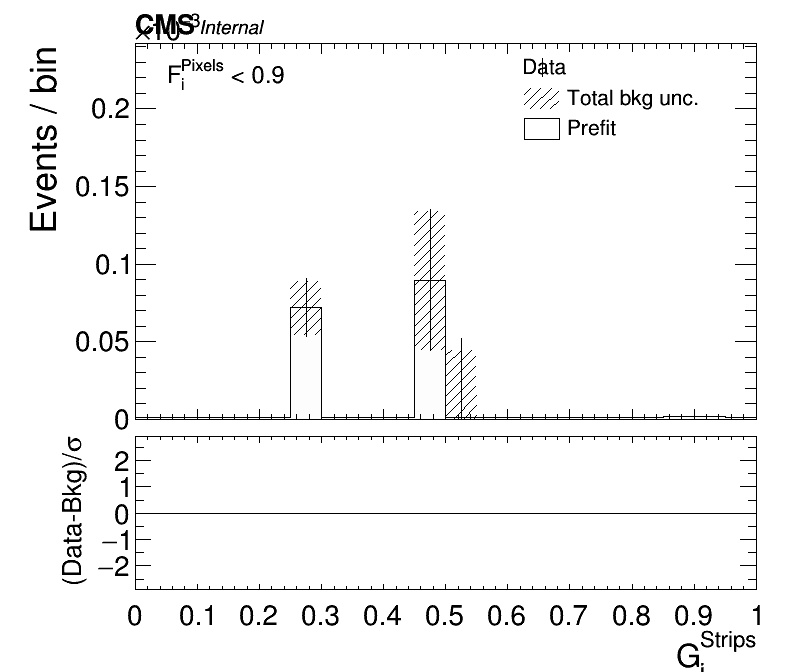 CMS Internal
×10³
F_i^Pixels < 0.9
Data
Total bkg unc.
Prefit
Events / bin
0.2
0.15
0.1
0.05
0
(Data-Bkg)/σ
2
1
0
−1
−2
0 0.1 0.2 0.3 0.4 0.5 0.6 0.7 0.8 0.9 1
G_i^Strips